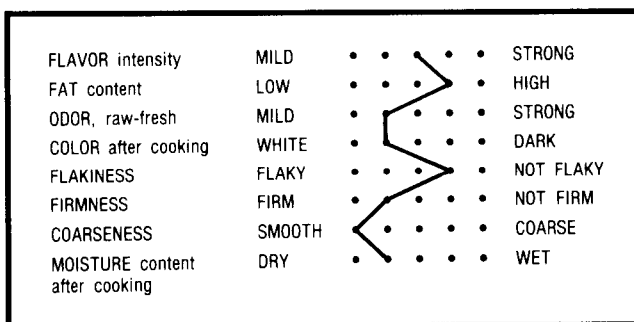 FLAVOR intensity MILD STRONG
FAT content LOW HIGH
ODOR, raw-fresh MILD STRONG
COLOR after cooking WHITE DARK
FLAKINESS FLAKY NOT FLAKY
FIRMNESS FIRM NOT FIRM
COARSENESS SMOOTH COARSE
MOISTURE content DRY WET
after cooking